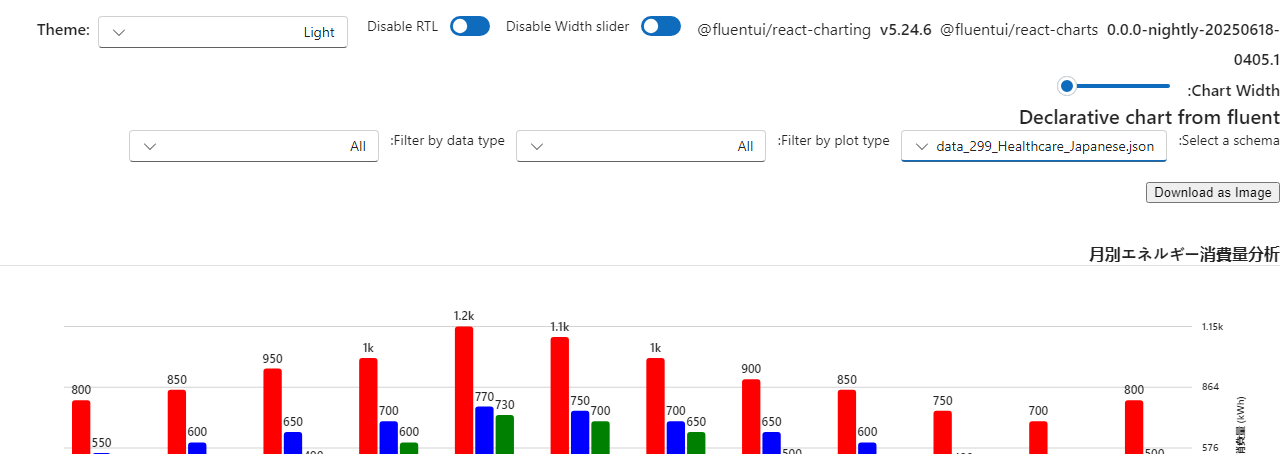 Theme: Light Disable RTL Disable Width slider @fluentui/react-charting v5.24.6 @fluentui/react-charts 0.0.0-nightly-20250618-
0405.1
:Chart Width
Declarative chart from fluent
:Select a schema data_299_Healthcare_Japanese.json :Filter by plot type All :Filter by data type All
Download as Image
月別エネルギー消費量分析
1.2k
1.1k 1.15k
1k 1k
950
900
850 850 864
800 800
770 750 750
730
700 700 700 700
650 650 650
600 600 600
550
576
500 500
消費量 (kWh)